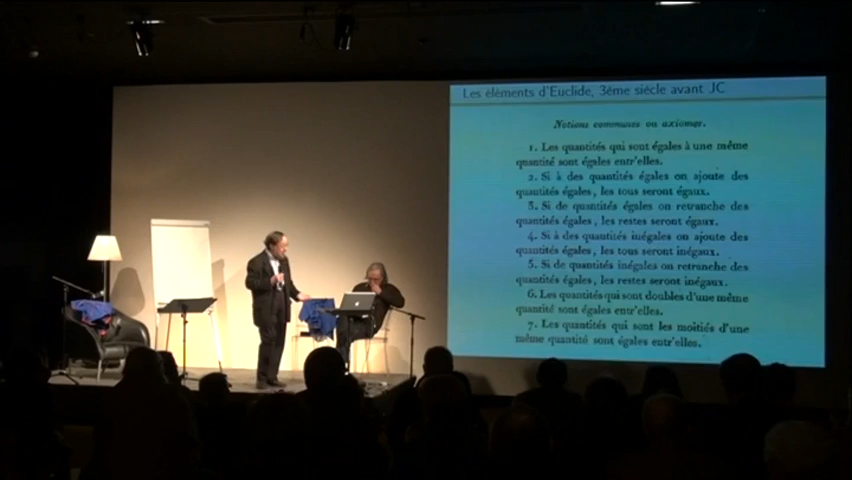 Les éléments d'Euclide, 3ème siècle avant JC
Notions communes ou axiomes.
1. Les quantités qui sont égales à une même
quantité sont égales entr'elles.
2. Si à des quantités égales on ajoute des
quantités égales, les tous seront égaux.
3. Si de quantités égales on retranche des
quantités égales, les restes seront égaux.
4. Si à des quantités inégales on ajoute des
quantités égales, les tous seront inégaux.
5. Si de quantités inégales on retranche des
quantités égales, les restes seront inégaux.
6. Les quantités qui sont doubles d'une même
quantité sont égales entr'elles.
7. Les quantités qui sont les moitiés d'une
même quantité sont égales entr'elles.